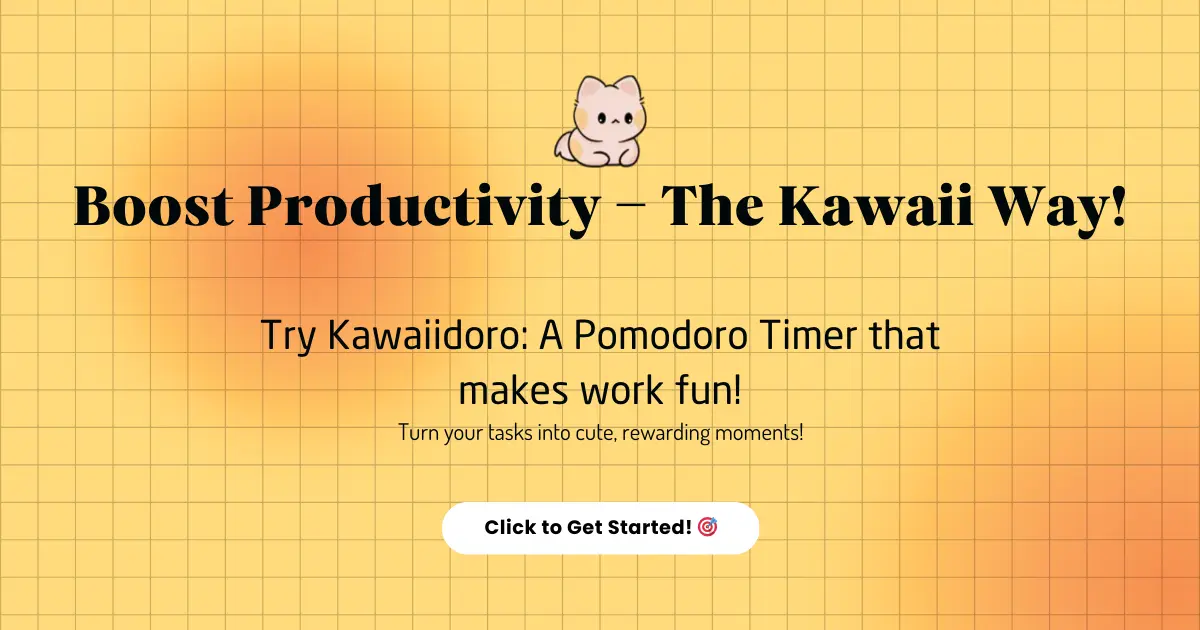 Boost Productivity – The Kawaii Way!
Try Kawaiidoro: A Pomodoro Timer that
makes work fun!
Turn your tasks into cute, rewarding moments!
Click to Get Started! 🎯